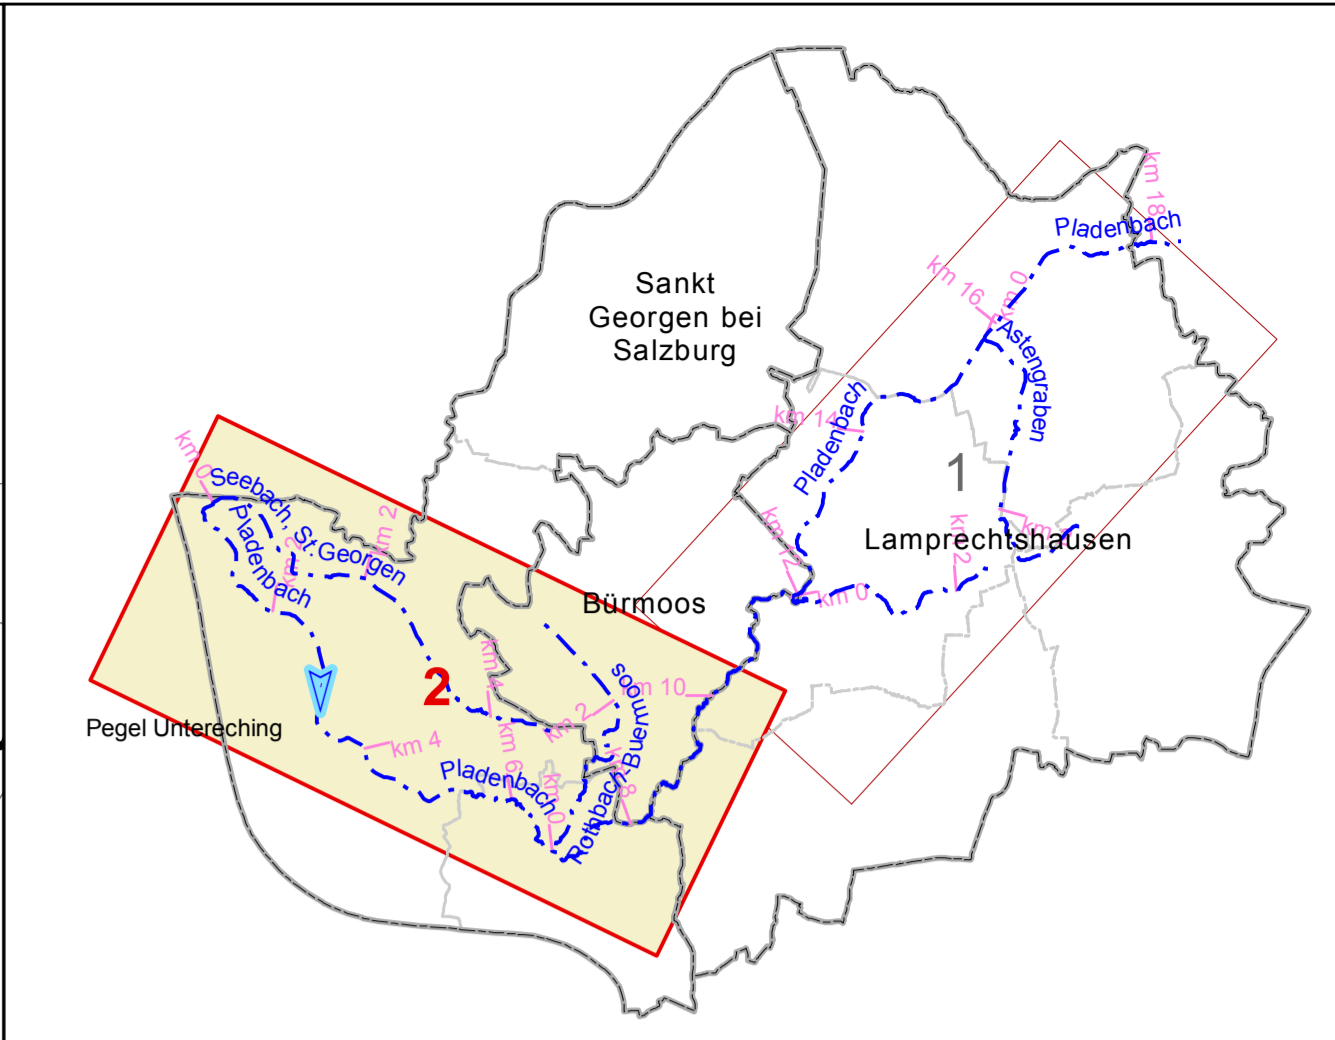 km 18
Pladenbach
km 16
km 0
Sankt
Georgen bei
Salzburg
Astengraben
Pladenbach
km 14
1
km 0
Seebach, St.Georgen
km 2
km 12
km 2
Lamprechtshausen
Pladenbach
km 2
km 0
Bürmoos
km 4
2
km 10
km 2
Pegel Untereching
km 4
km 6
Pladenbach
km 0
km 8
Rothbach-Buermoos